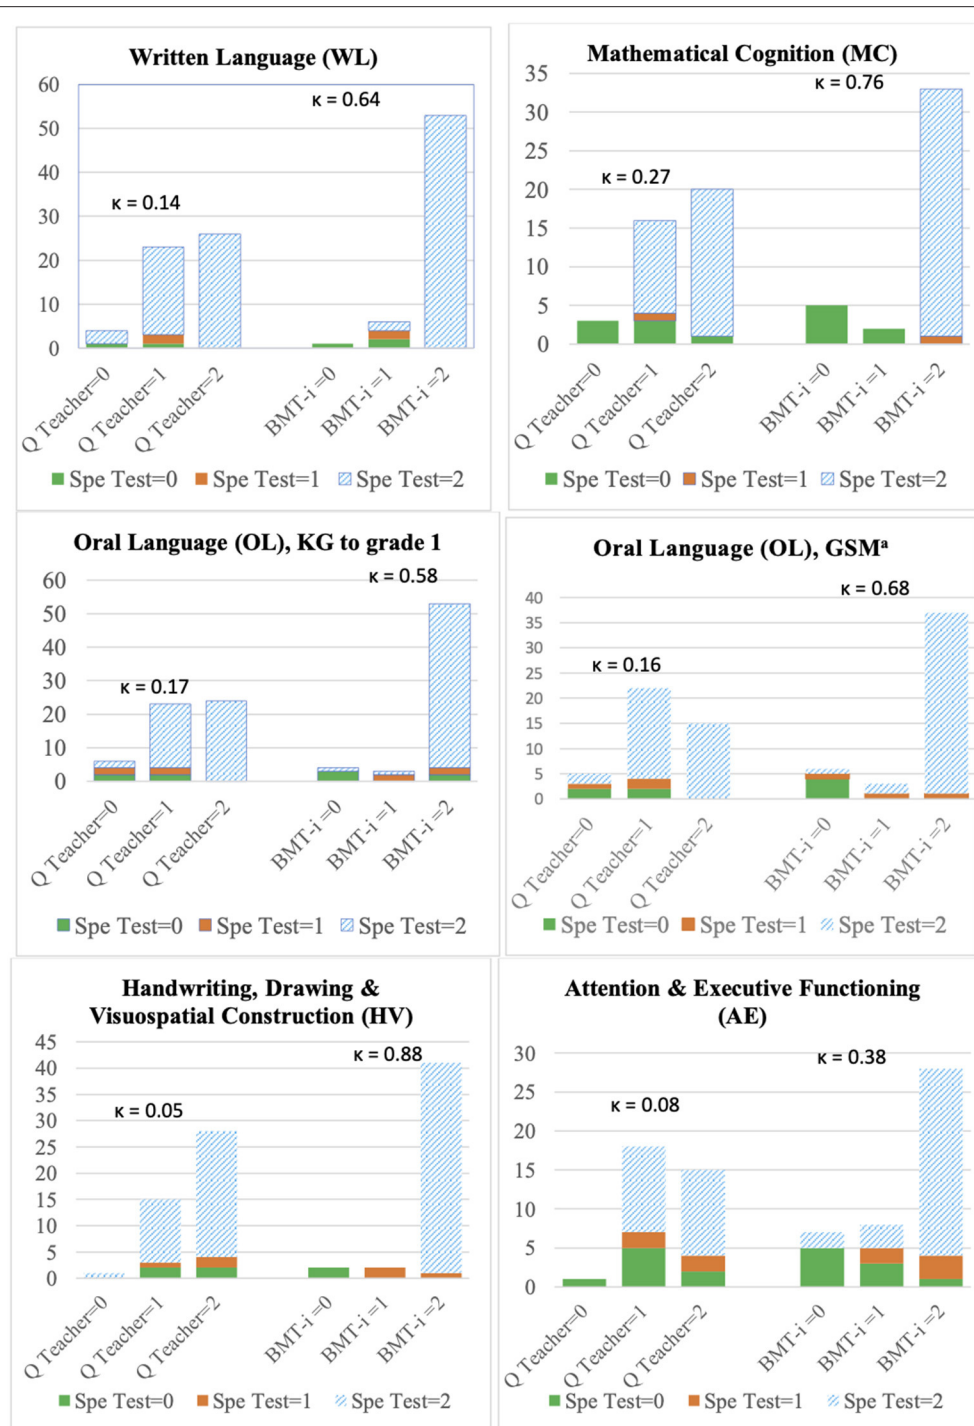 Written Language (WL)
60
50
40
30
20
10
0
κ = 0.64
κ = 0.14
Q Teacher=0
Q Teacher=1
Q Teacher=2
BMT-i =0
BMT-i =1
BMT-i =2
Spe Test=0 Spe Test=1 Spe Test=2
Mathematical Cognition (MC)
35
30
25
20
15
10
5
0
κ = 0.76
κ = 0.27
Q Teacher=0
Q Teacher=1
Q Teacher=2
BMT-i =0
BMT-i =1
BMT-i =2
Spe Test=0 Spe Test=1 Spe Test=2
Oral Language (OL), KG to grade 1
60
50
40
30
20
10
0
κ = 0.58
κ = 0.17
Q Teacher=0
Q Teacher=1
Q Teacher=2
BMT-i =0
BMT-i =1
BMT-i =2
Spe Test=0 Spe Test=1 Spe Test=2
Oral Language (OL), GSMᵃ
40
35
30
25
20
15
10
5
0
κ = 0.68
κ = 0.16
Q Teacher=0
Q Teacher=1
Q Teacher=2
BMT-i =0
BMT-i =1
BMT-i =2
Spe Test=0 Spe Test=1 Spe Test=2
Handwriting, Drawing &
Visuospatial Construction (HV)
45
40
35
30
25
20
15
10
5
0
κ = 0.88
κ = 0.05
Q Teacher=0
Q Teacher=1
Q Teacher=2
BMT-i =0
BMT-i =1
BMT-i =2
Spe Test=0 Spe Test=1 Spe Test=2
Attention & Executive Functioning
(AE)
30
25
20
15
10
5
0
κ = 0.38
κ = 0.08
Q Teacher=0
Q Teacher=1
Q Teacher=2
BMT-i =0
BMT-i =1
BMT-i =2
Spe Test=0 Spe Test=1 Spe Test=2